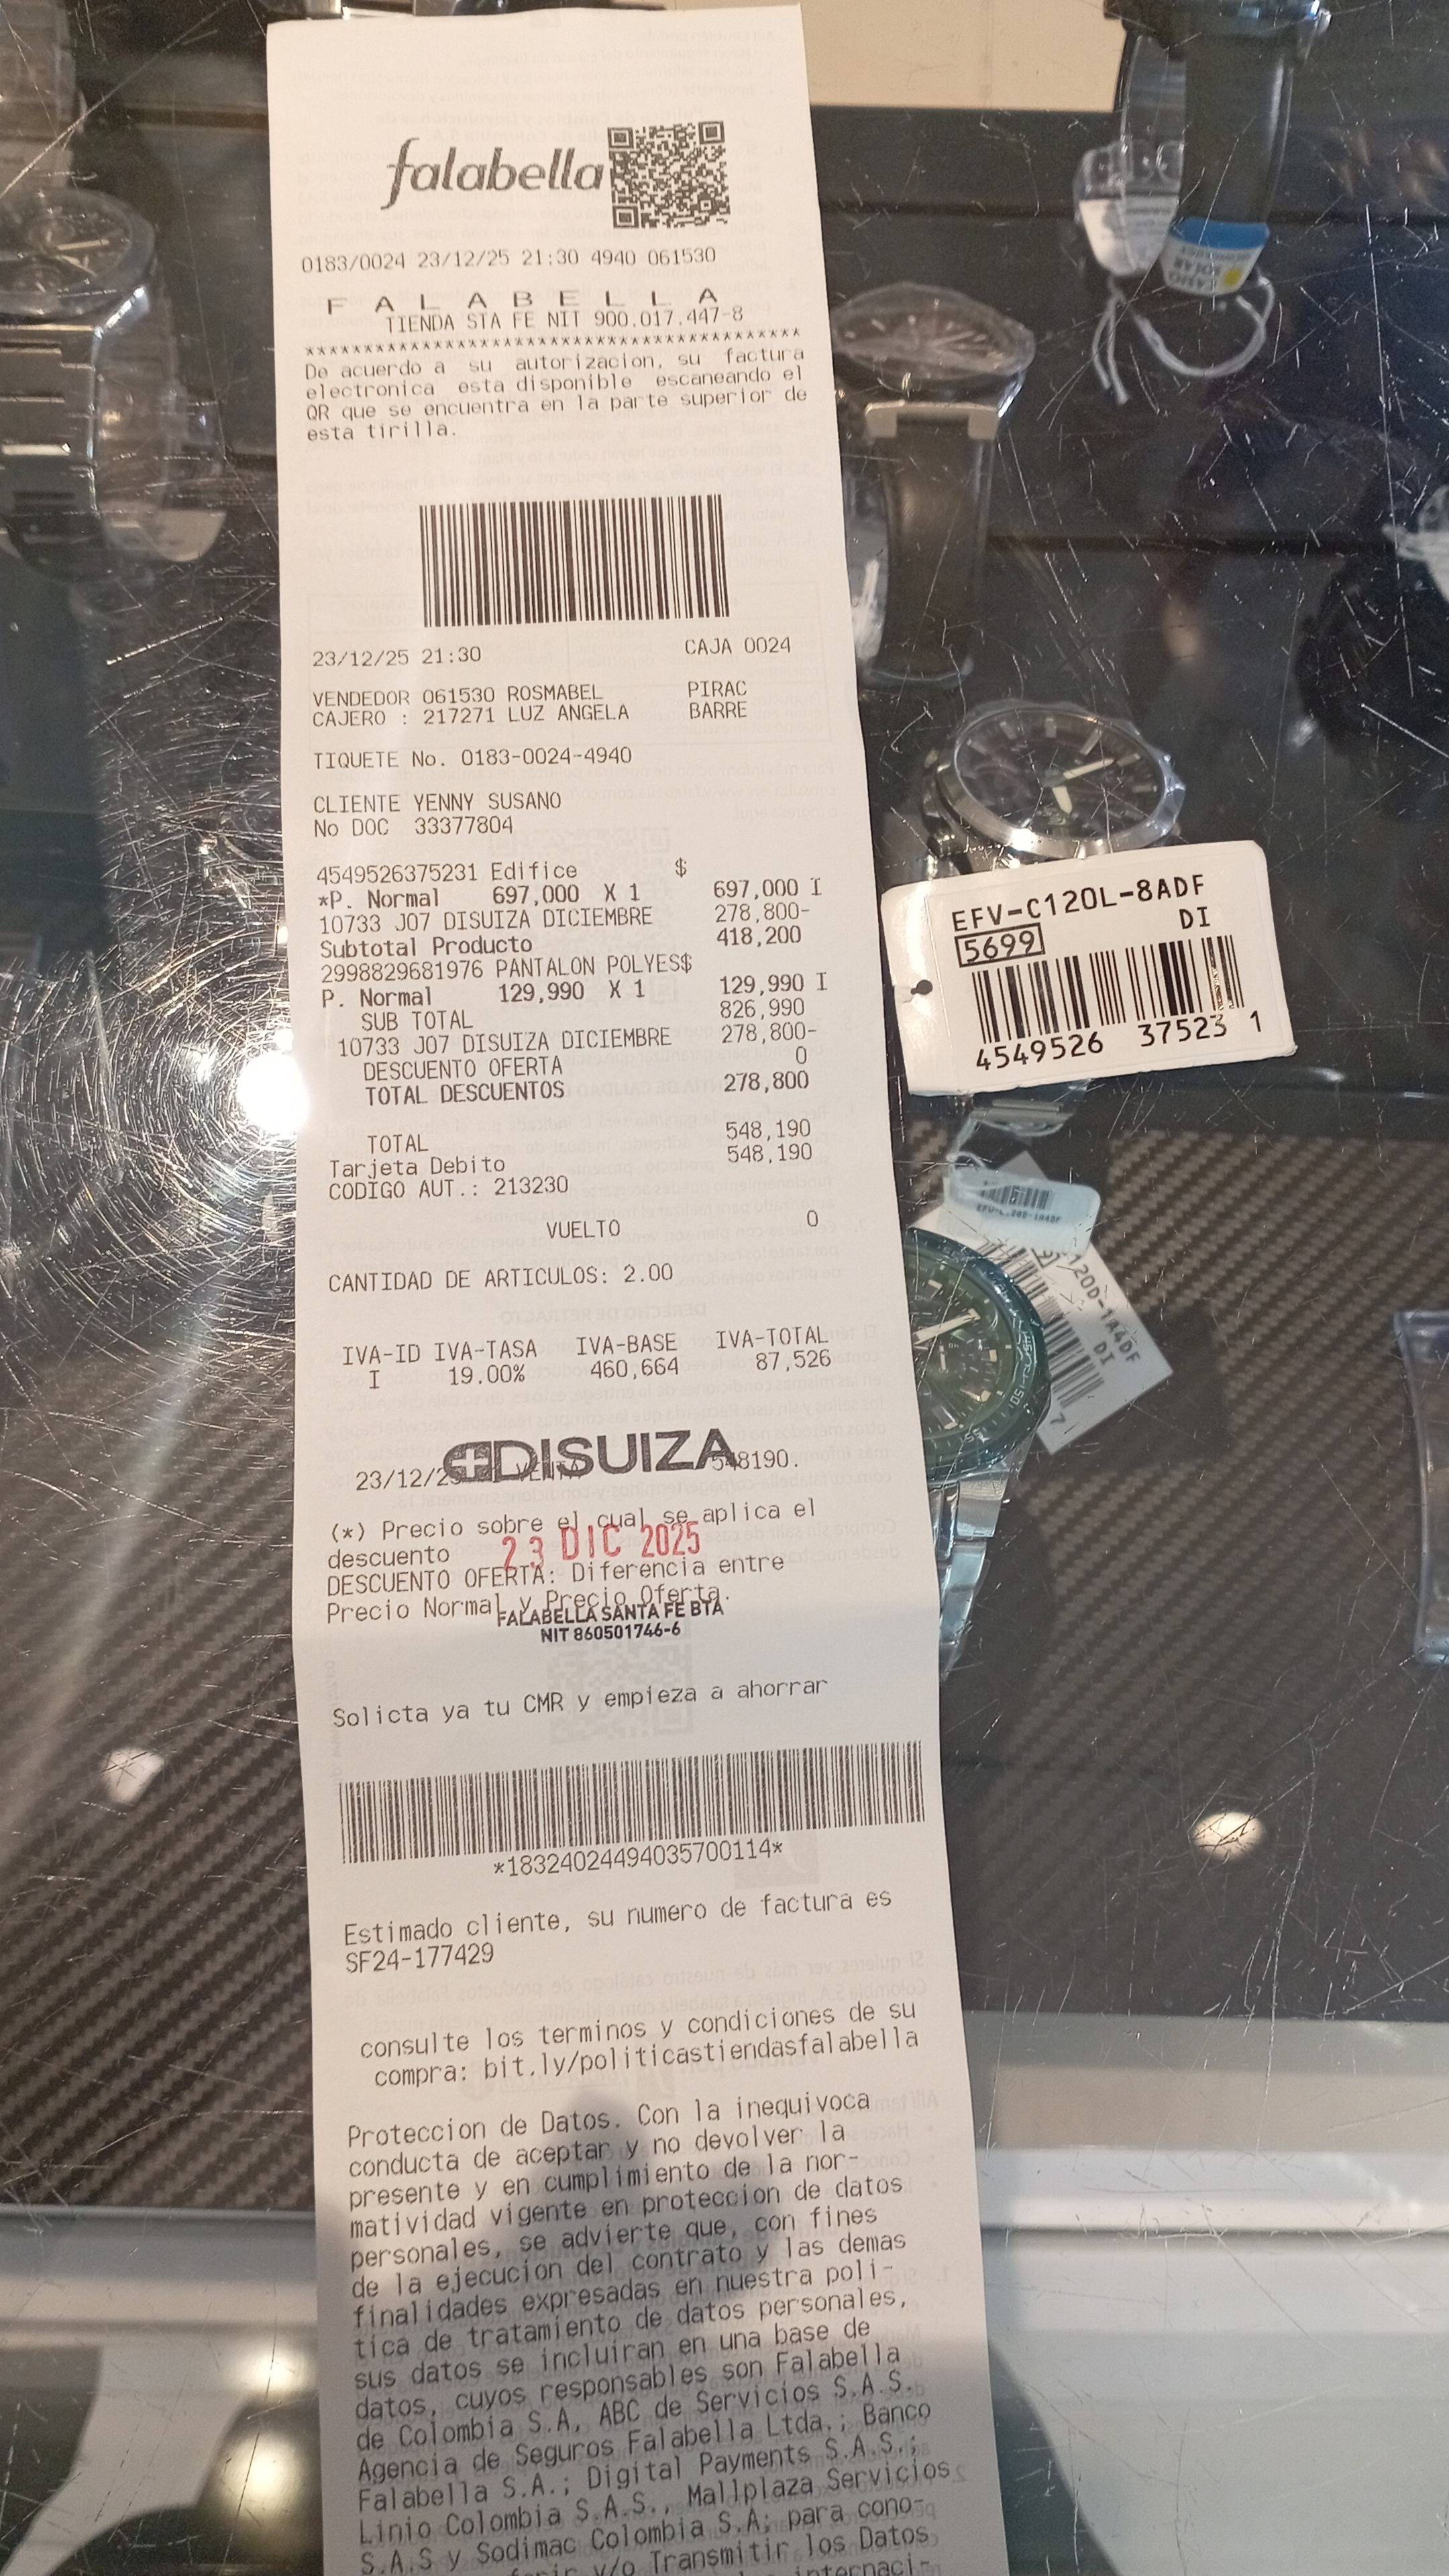 falabella
0183/0024 23/12/25 21:30 4940 061530
F A L A B E L L A
TIENDA STA FE NIT 900.017.447-8
******************************************
De acuerdo a su autorizacion, su factura
electronica esta disponible escaneando el
QR que se encuentra en la parte superior de
esta tirilla.
23/12/25 21:30 CAJA 0024
VENDEDOR 061530 ROSMABEL PIRAC
CAJERO : 217271 LUZ ANGELA BARRE
TIQUETE No. 0183-0024-4940
CLIENTE YENNY SUSANO
No DOC 33377804
4549526375231 Edifice $
*P. Normal 697,000 X 1 697,000 I
10733 J07 DISUIZA DICIEMBRE 278,800-
Subtotal Producto 418,200
2998829681976 PANTALON POLYES$
P. Normal 129,990 X 1 129,990 I
SUB TOTAL 826,990
10733 J07 DISUIZA DICIEMBRE 278,800-
DESCUENTO OFERTA 0
TOTAL DESCUENTOS 278,800
TOTAL 548,190
Tarjeta Debito 548,190
CODIGO AUT.: 213230
VUELTO 0
CANTIDAD DE ARTICULOS: 2.00
IVA-ID IVA-TASA IVA-BASE IVA-TOTAL
I 19.00% 460,664 87,526
DISUIZA
23/12/25 VENTA 548190.
(*) Precio sobre el cual se aplica el
descuento
23 DIC 2025
DESCUENTO OFERTA: Diferencia entre
Precio Normal y Precio Oferta.
FALABELLA SANTA FE BTA
NIT 860501746-6
Solicta ya tu CMR y empieza a ahorrar
*18324024494035700114*
Estimado cliente, su numero de factura es
SF24-177429
consulte los terminos y condiciones de su
compra: bit.ly/politicastiendasfalabella
Proteccion de Datos. Con la inequivoca
conducta de aceptar y no devolver la
presente y en cumplimiento de la nor-
matividad vigente en proteccion de datos
personales, se advierte que, con fines
de la ejecucion del contrato y las demas
finalidades expresadas en nuestra poli-
tica de tratamiento de datos personales,
sus datos se incluiran en una base de
datos, cuyos responsables son Falabella
de Colombia S.A, ABC de Servicios S.A.S.
Agencia de Seguros Falabella Ltda.; Banco
Falabella S.A.; Digital Payments S.A.S.;
Linio Colombia S.A.S., Mallplaza Servicios
S.A.S y Sodimac Colombia S.A; para cono-
y/o Transmitir los Datos
EFV-C120L-8ADF
DI
5699
4549526 37523 1
120D-1A4DF
DI
7
CASIO
SOLAR